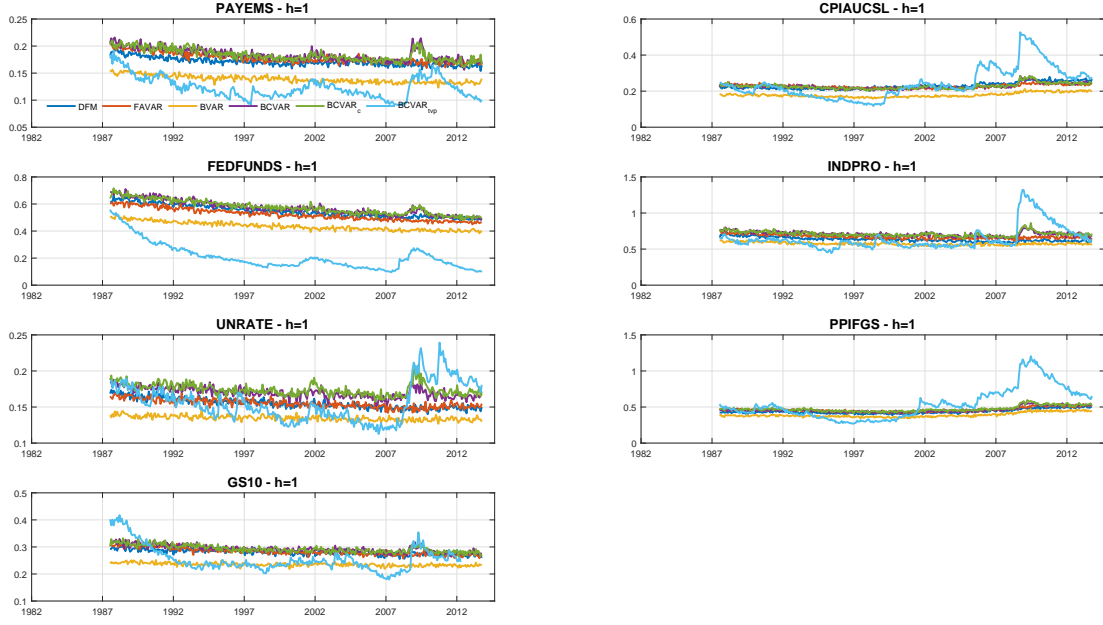 PAYEMS - h=1
0.25
0.2
0.15
0.1
0.05
DFM FAVAR BVAR BCVAR BCVAR_c BCVAR_tvp
1982 1987 1992 1997 2002 2007 2012
CPIAUCSL - h=1
0.6
0.4
0.2
0
1982 1987 1992 1997 2002 2007 2012
FEDFUNDS - h=1
0.8
0.6
0.4
0.2
0
1982 1987 1992 1997 2002 2007 2012
INDPRO - h=1
1.5
1
0.5
0
1982 1987 1992 1997 2002 2007 2012
UNRATE - h=1
0.25
0.2
0.15
0.1
1982 1987 1992 1997 2002 2007 2012
PPIFGS - h=1
1.5
1
0.5
0
1982 1987 1992 1997 2002 2007 2012
GS10 - h=1
0.5
0.4
0.3
0.2
0.1
1982 1987 1992 1997 2002 2007 2012